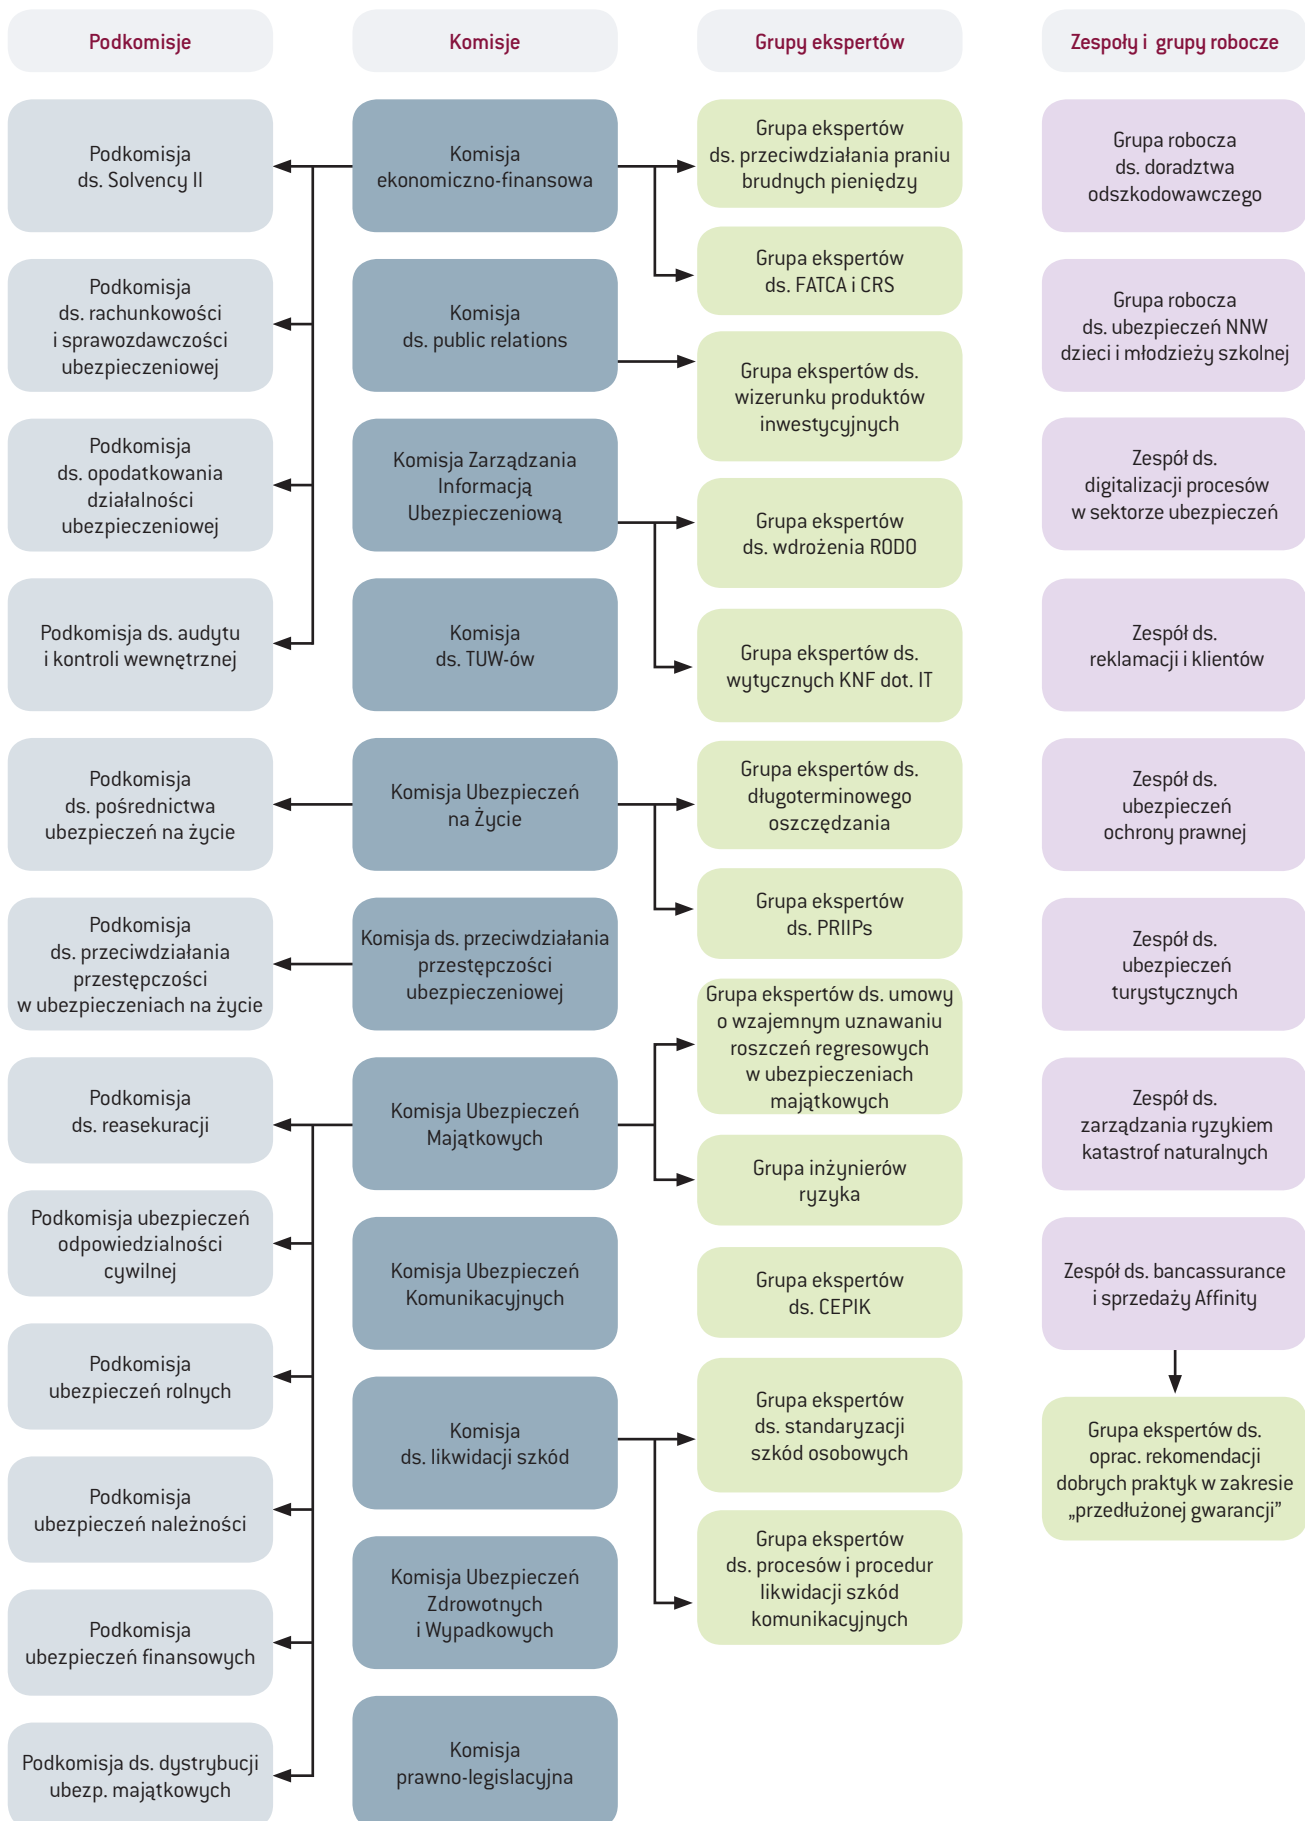 Podkomisje
Komisje
Grupy ekspertów
Zespoły i grupy robocze
Podkomisja
ds. Solvency II
Podkomisja
ds. rachunkowości
i sprawozdawczości
ubezpieczeniowej
Podkomisja
ds. opodatkowania
działalności
ubezpieczeniowej
Podkomisja ds. audytu
i kontroli wewnętrznej
Podkomisja
ds. pośrednictwa
ubezpieczeń na życie
Podkomisja
ds. przeciwdziałania
przestępczości
w ubezpieczeniach na życie
Podkomisja
ds. reasekuracji
Podkomisja ubezpieczeń
odpowiedzialności
cywilnej
Podkomisja
ubezpieczeń rolnych
Podkomisja
ubezpieczeń należności
Podkomisja
ubezpieczeń finansowych
Podkomisja ds. dystrybucji
ubezp. majątkowych
Komisja
ekonomiczno-finansowa
Komisja
ds. public relations
Komisja Zarządzania
Informacją
Ubezpieczeniową
Komisja
ds. TUW-ów
Komisja Ubezpieczeń
na Życie
Komisja ds. przeciwdziałania
przestępczości
ubezpieczeniowej
Komisja Ubezpieczeń
Majątkowych
Komisja Ubezpieczeń
Komunikacyjnych
Komisja
ds. likwidacji szkód
Komisja Ubezpieczeń
Zdrowotnych
i Wypadkowych
Komisja
prawno-legislacyjna
Grupa ekspertów
ds. przeciwdziałania praniu
brudnych pieniędzy
Grupa ekspertów
ds. FATCA i CRS
Grupa ekspertów ds.
wizerunku produktów
inwestycyjnych
Grupa ekspertów
ds. wdrożenia RODO
Grupa ekspertów ds.
wytycznych KNF dot. IT
Grupa ekspertów ds.
długoterminowego
oszczędzania
Grupa ekspertów
ds. PRIIPs
Grupa ekspertów ds. umowy
o wzajemnym uznawaniu
roszczeń regresowych
w ubezpieczeniach
majątkowych
Grupa inżynierów
ryzyka
Grupa ekspertów
ds. CEPIK
Grupa ekspertów
ds. standaryzacji
szkód osobowych
Grupa ekspertów
ds. procesów i procedur
likwidacji szkód
komunikacyjnych
Grupa robocza
ds. doradztwa
odszkodowawczego
Grupa robocza
ds. ubezpieczeń NNW
dzieci i młodzieży szkolnej
Zespół ds.
digitalizacji procesów
w sektorze ubezpieczeń
Zespół ds.
reklamacji i klientów
Zespół ds.
ubezpieczeń
ochrony prawnej
Zespół ds.
ubezpieczeń
turystycznych
Zespół ds.
zarządzania ryzykiem
katastrof naturalnych
Zespół ds. bancassurance
i sprzedaży Affinity
Grupa ekspertów ds.
oprac. rekomendacji
dobrych praktyk w zakresie
„przedłużonej gwarancji”